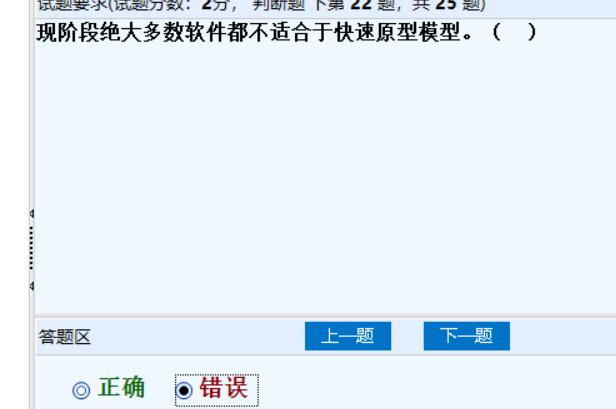 试题要求(试题分数：2分， 判断题 下第 22 题，共 25 题)
现阶段绝大多数软件都不适合于快速原型模型。（ ）
答题区
上一题
下一题
正确
错误